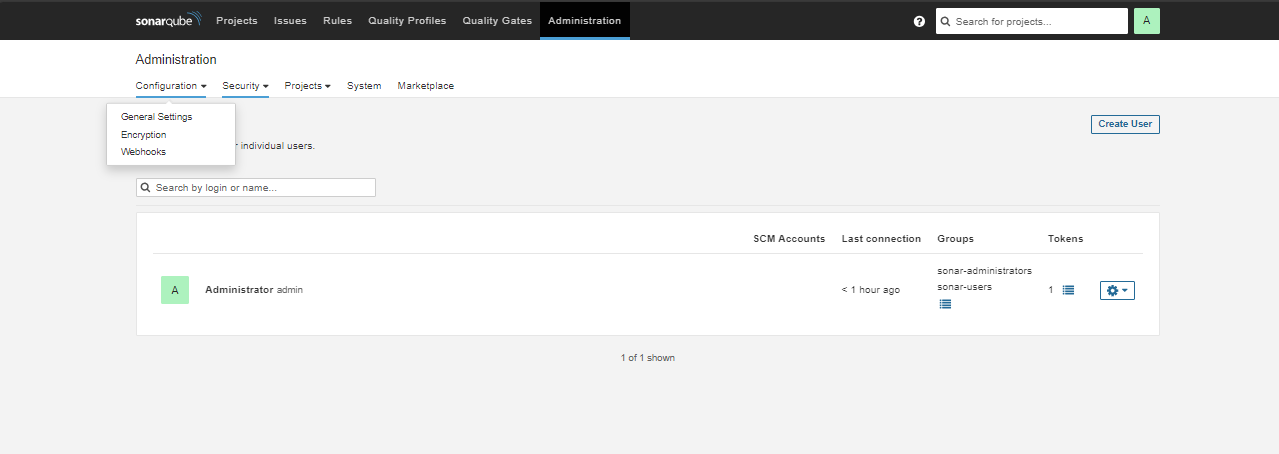 sonarqube Projects Issues Rules Quality Profiles Quality Gates Administration Search for projects... A
Administration
Configuration Security Projects System Marketplace
General Settings
Encryption
Webhooks
Create User
individual users.
Search by login or name...
SCM Accounts Last connection Groups Tokens
A Administrator admin < 1 hour ago sonar-administrators
sonar-users
1
1 of 1 shown